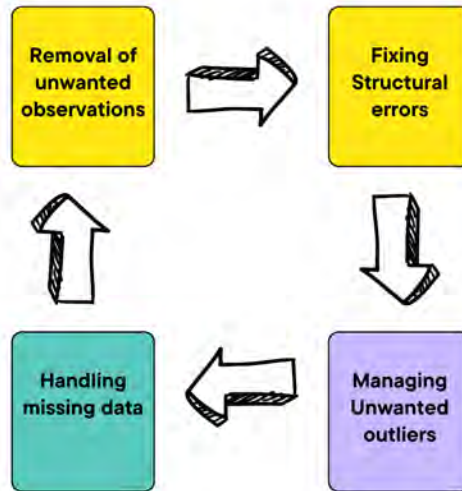 Removal of
unwanted
observations
Fixing
Structural
errors
Handling
missing data
Managing
Unwanted
outliers